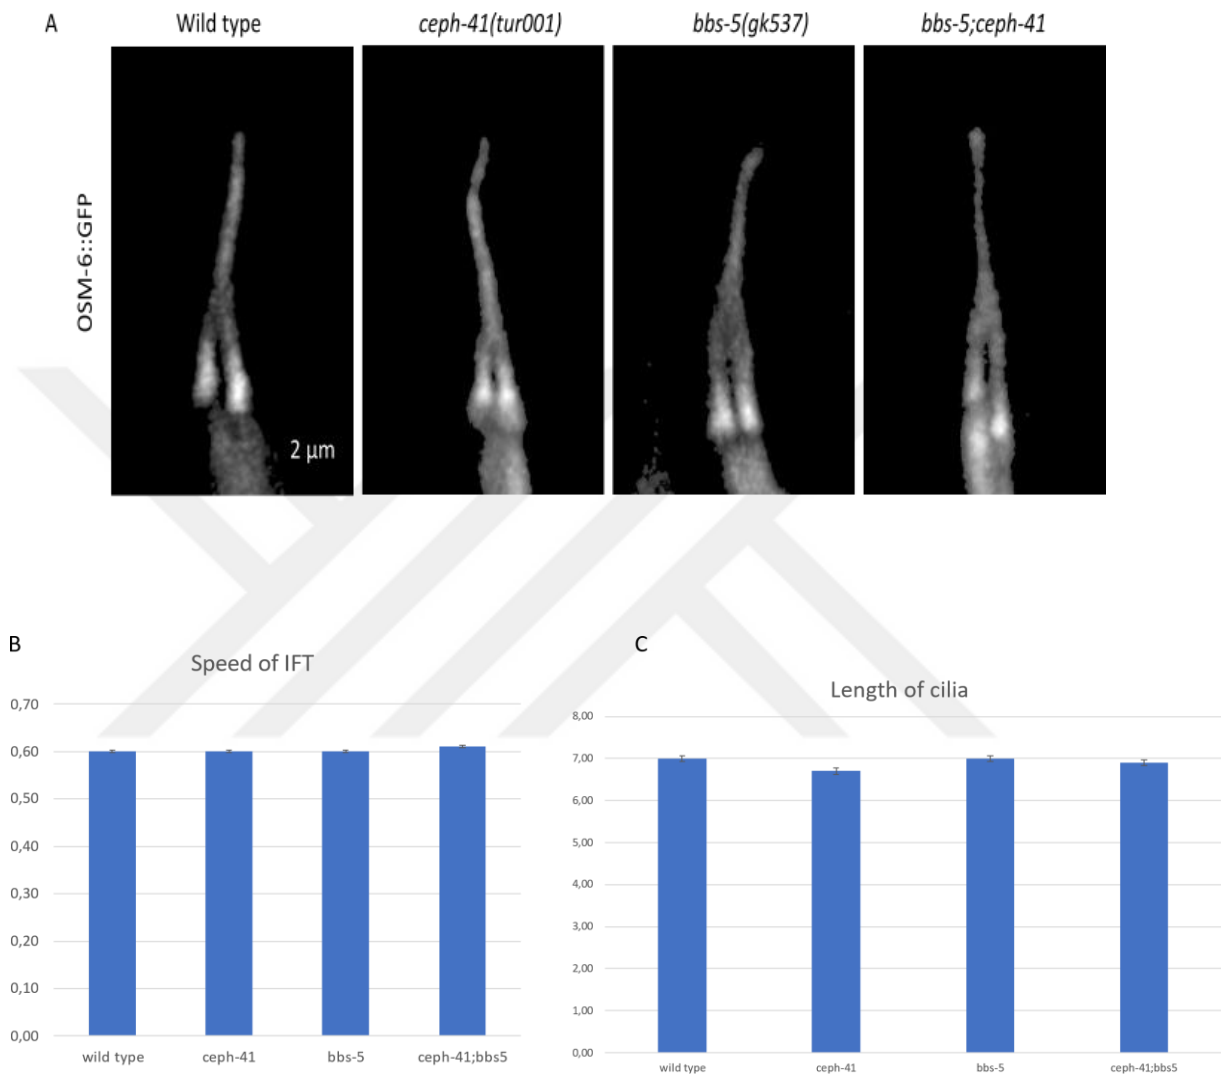 A
Wild type
ceph-41(tur001)
bbs-5(gk537)
bbs-5;ceph-41
OSM-6::GFP
2 µm
B
Speed of IFT
0,70
0,60
0,50
0,40
0,30
0,20
0,10
0,00
wild type
ceph-41
bbs-5
ceph-41;bbs5
C
Length of cilia
8,00
7,00
6,00
5,00
4,00
3,00
2,00
1,00
0,00
wild type
ceph-41
bbs-5
ceph-41;bbs5